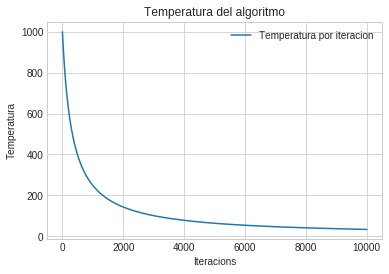 Temperatura del algoritmo
Temperatura por iteracion
1000
800
600
400
200
0
Temperatura
0 2000 4000 6000 8000 10000
Iteracions